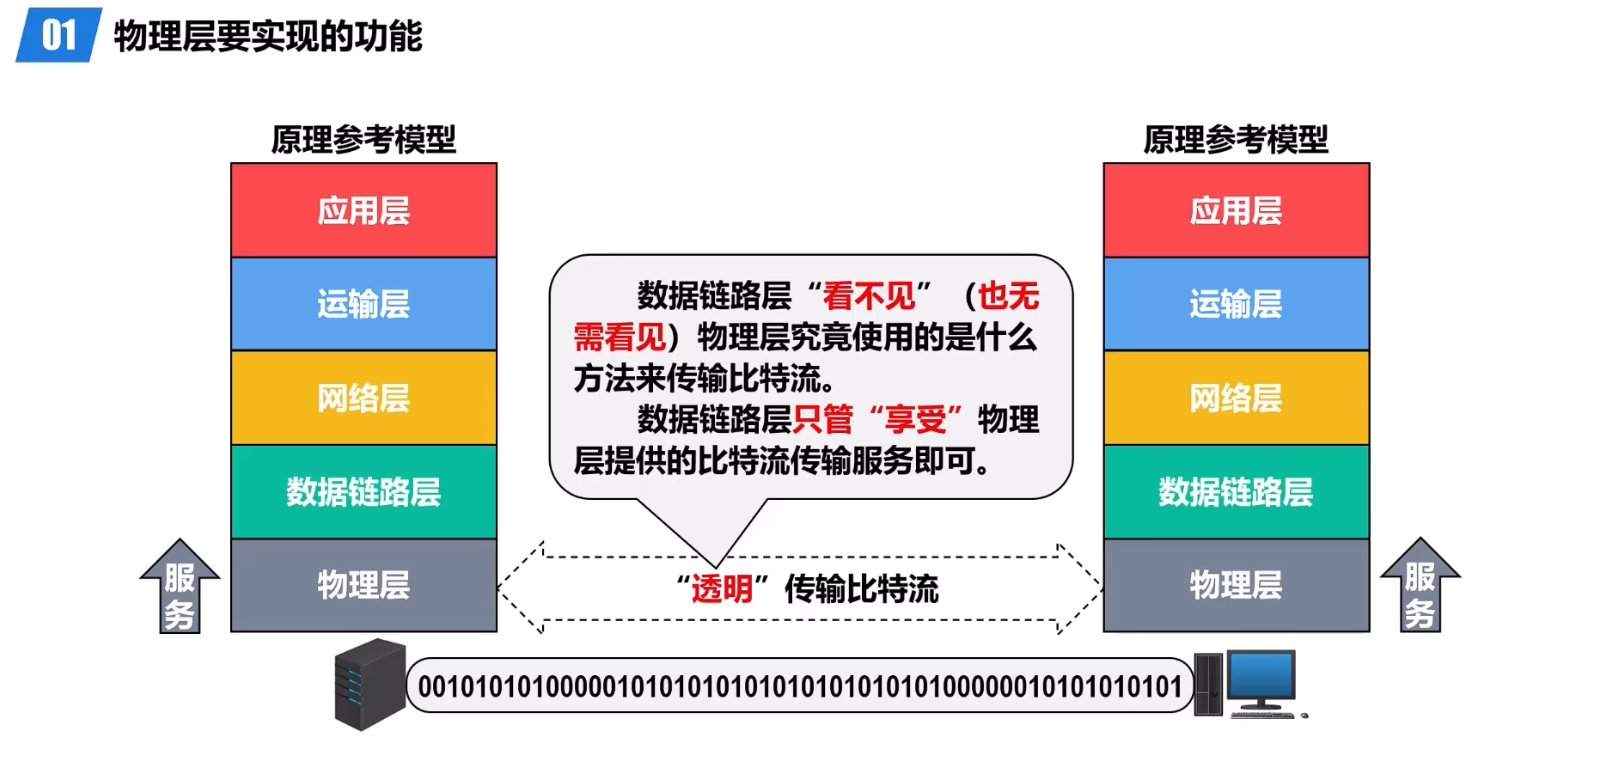 01 物理层要实现的功能
原理参考模型
应用层
运输层
网络层
数据链路层
物理层
服
务
数据链路层“看不见”（也无
需看见）物理层究竟使用的是什么
方法来传输比特流。
数据链路层只管“享受”物理
层提供的比特流传输服务即可。
“透明”传输比特流
原理参考模型
应用层
运输层
网络层
数据链路层
物理层
服
务
001010101000001010101010101010101010100000010101010101